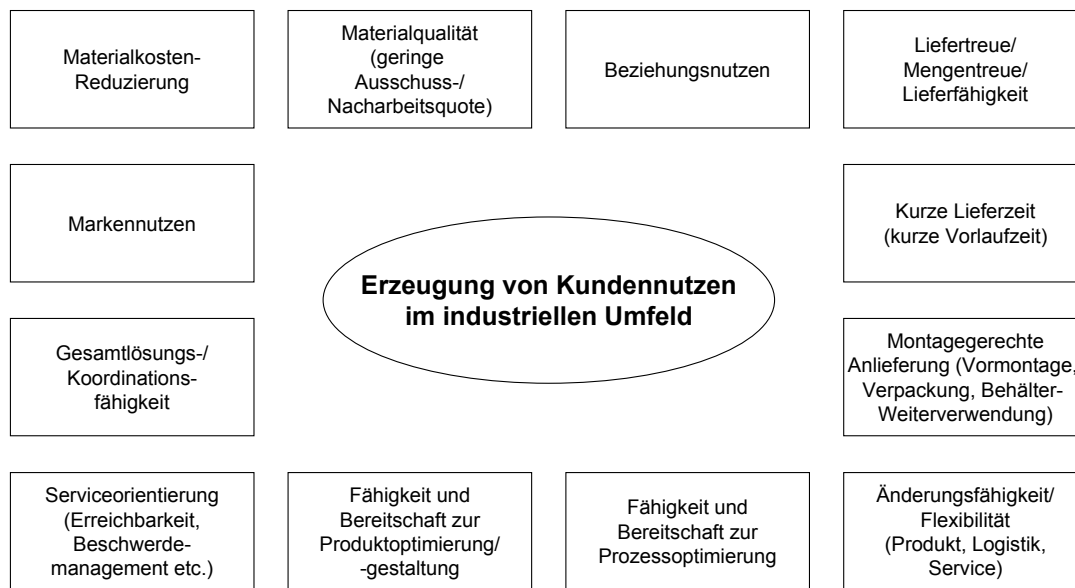 Materialkosten-
Reduzierung
Materialqualität
(geringe
Ausschuss-/
Nacharbeitsquote)
Beziehungsnutzen
Liefertreue/
Mengentreue/
Lieferfähigkeit
Markennutzen
Kurze Lieferzeit
(kurze Vorlaufzeit)
Erzeugung von Kundennutzen
im industriellen Umfeld
Gesamtlösungs-/
Koordinations-
fähigkeit
Montagegerechte
Anlieferung (Vormontage,
Verpackung, Behälter-
Weiterverwendung)
Serviceorientierung
(Erreichbarkeit,
Beschwerde-
management etc.)
Fähigkeit und
Bereitschaft zur
Produktoptimierung/
-gestaltung
Fähigkeit und
Bereitschaft zur
Prozessoptimierung
Änderungsfähigkeit/
Flexibilität
(Produkt, Logistik,
Service)